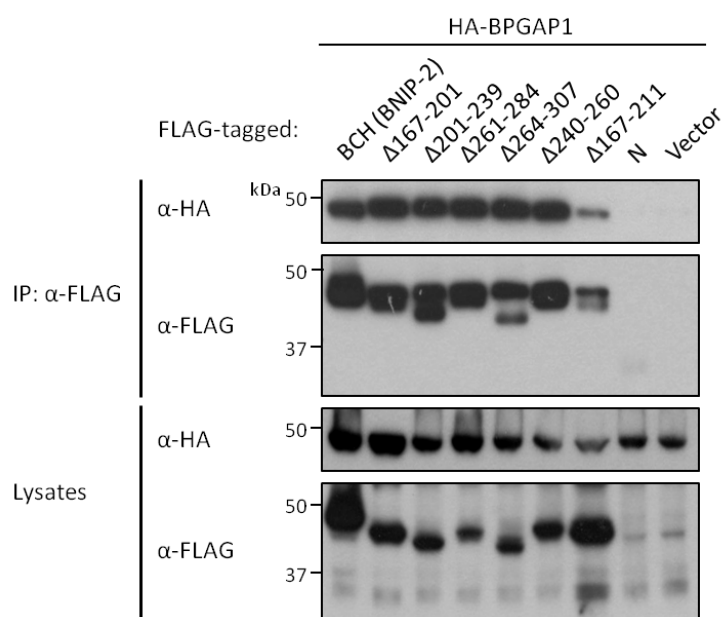 HA-BPGAP1
FLAG-tagged:
BCH (BNIP-2)
Δ167-201
Δ201-239
Δ261-284
Δ264-307
Δ240-260
Δ167-211
N
Vector
IP: α-FLAG
α-HA
kDa
50
α-FLAG
50
37
Lysates
α-HA
50
α-FLAG
50
37